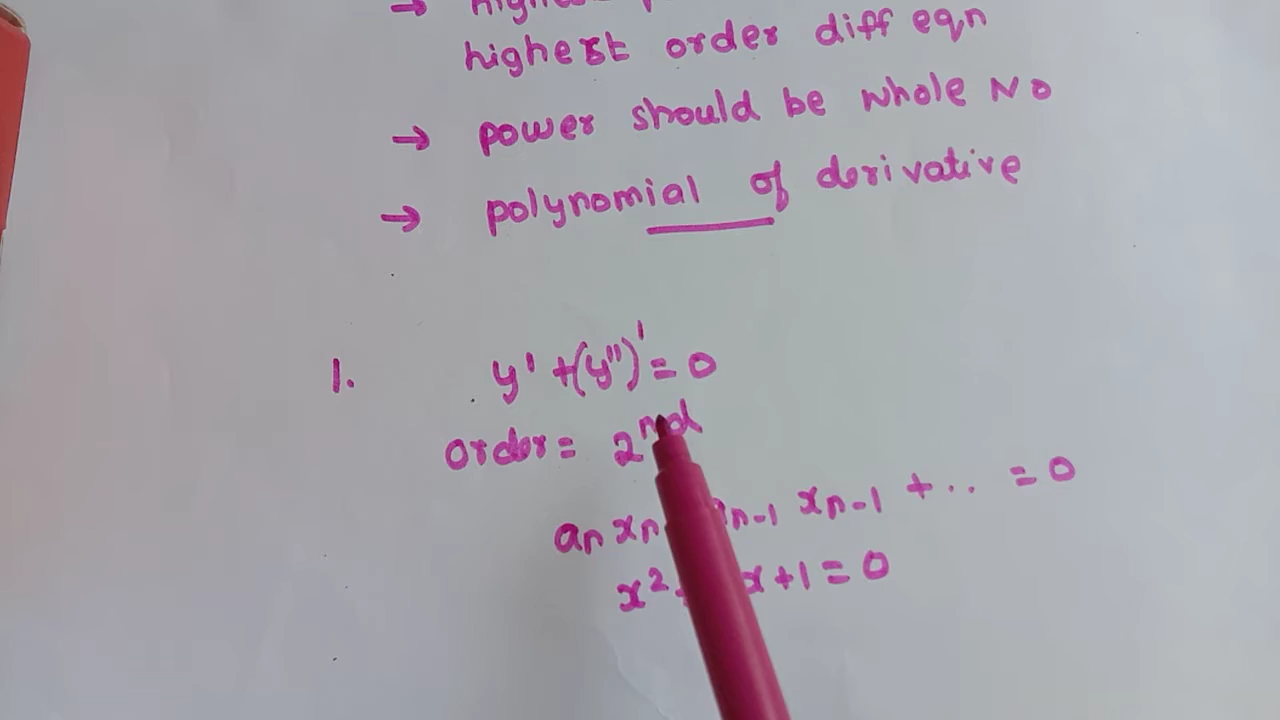 → highest
highest order diff eqn
→ power should be whole No
→ polynomial of derivative
1. y' + (y'')' = 0
order = 2nd
an xn n-1 xn-1 + .. = 0
x² x + 1 = 0